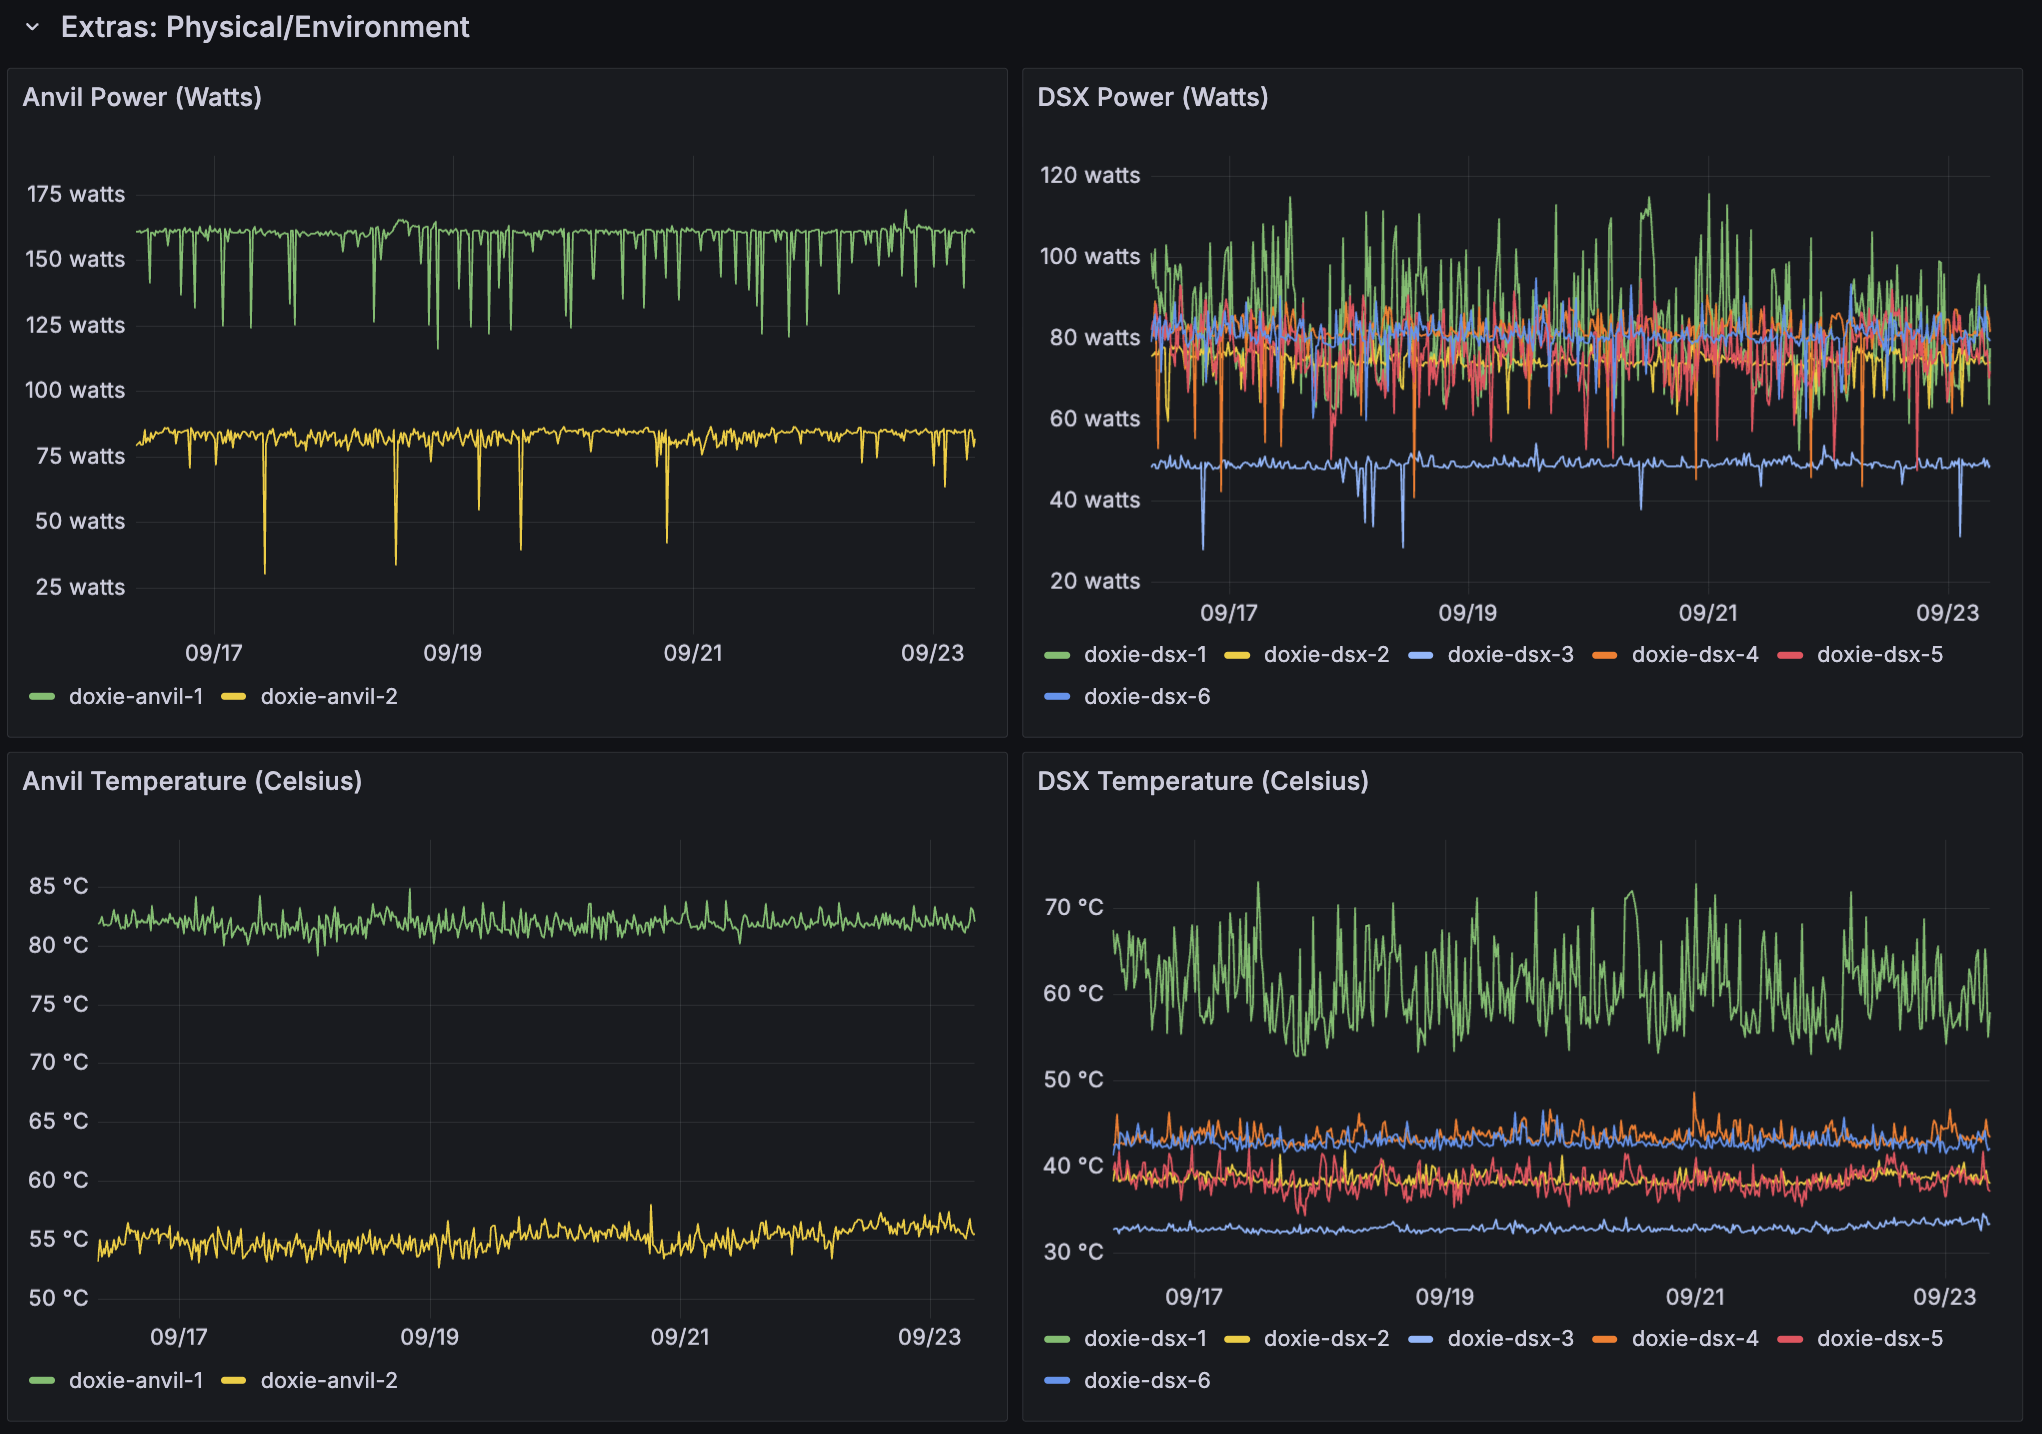 Extras: Physical/Environment
Anvil Power (Watts)
175 watts
150 watts
125 watts
100 watts
75 watts
50 watts
25 watts
09/17 09/19 09/21 09/23
doxie-anvil-1 doxie-anvil-2
DSX Power (Watts)
120 watts
100 watts
80 watts
60 watts
40 watts
20 watts
09/17 09/19 09/21 09/23
doxie-dsx-1 doxie-dsx-2 doxie-dsx-3 doxie-dsx-4 doxie-dsx-5
doxie-dsx-6
Anvil Temperature (Celsius)
85 °C
80 °C
75 °C
70 °C
65 °C
60 °C
55 °C
50 °C
09/17 09/19 09/21 09/23
doxie-anvil-1 doxie-anvil-2
DSX Temperature (Celsius)
70 °C
60 °C
50 °C
40 °C
30 °C
09/17 09/19 09/21 09/23
doxie-dsx-1 doxie-dsx-2 doxie-dsx-3 doxie-dsx-4 doxie-dsx-5
doxie-dsx-6